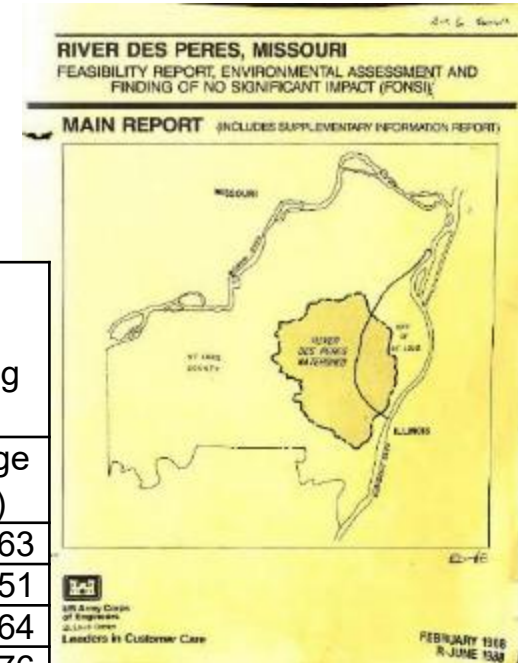 RIVER DES PERES, MISSOURI
FEASIBILITY REPORT, ENVIRONMENTAL ASSESSMENT AND
FINDING OF NO SIGNIFICANT IMPACT (FONSI)
MAIN REPORT (INCLUDES SUPPLEMENTARY INFORMATION REPORT)
MISSOURI
RIVER
DES PERES
WATERSHED
CITY
OF
ST LOUIS
ST LOUIS
COUNTY
ILLINOIS
g
ge
)
63
51
64
76
US Army Corps
of Engineers
Leaders in Customer Care
FEBRUARY 1988
R-JUNE 1988